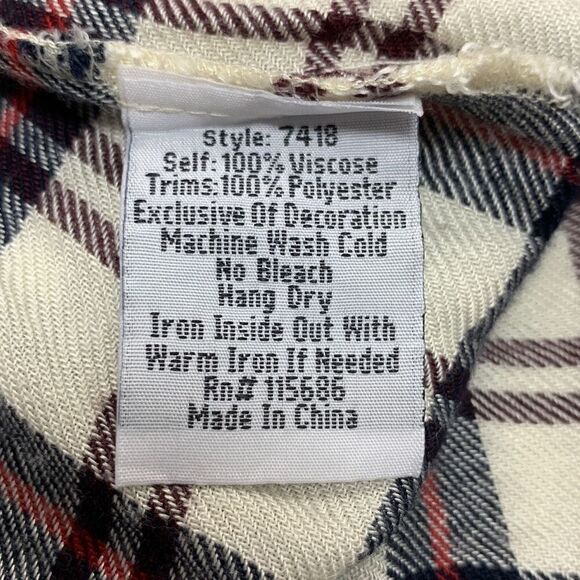 Style: 7418
Self: 100% Viscose
Trims: 100% Polyester
Exclusive Of Decoration
Machine Wash Cold
No Bleach
Hang Dry
Iron Inside Out With
Warm Iron If Needed
Rn# 115686
Made In China